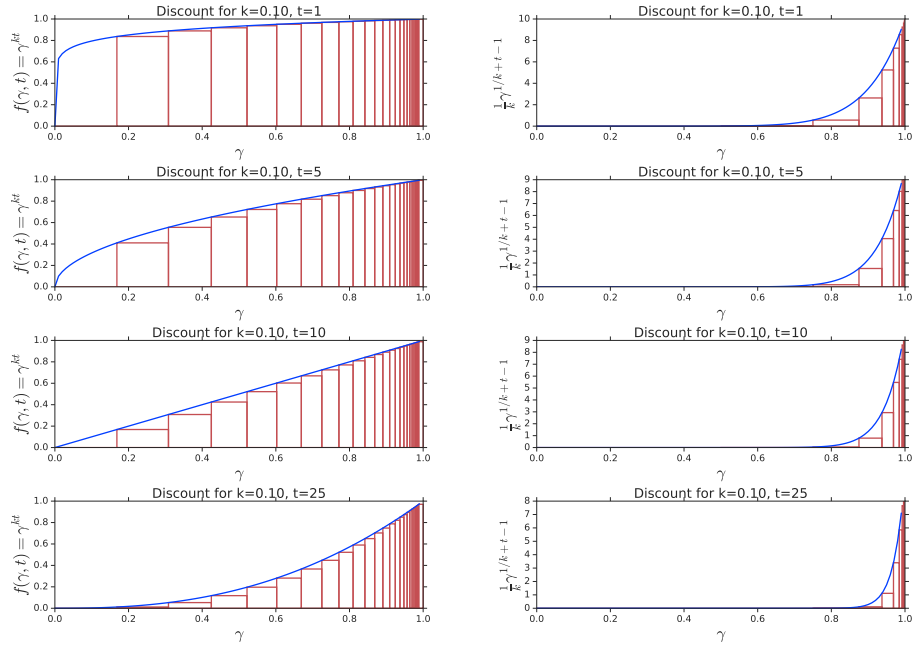 Discount for k=0.10, t=1
f(γ, t) = γ^{kt}
1.0
0.8
0.6
0.4
0.2
0.0
0.0 0.2 0.4 0.6 0.8 1.0
γ
Discount for k=0.10, t=1
\frac{1}{k}γ^{1/k+t−1}
10
8
6
4
2
0
0.0 0.2 0.4 0.6 0.8 1.0
γ
Discount for k=0.10, t=5
f(γ, t) = γ^{kt}
1.0
0.8
0.6
0.4
0.2
0.0
0.0 0.2 0.4 0.6 0.8 1.0
γ
Discount for k=0.10, t=5
\frac{1}{k}γ^{1/k+t−1}
9
8
7
6
5
4
3
2
1
0
0.0 0.2 0.4 0.6 0.8 1.0
γ
Discount for k=0.10, t=10
f(γ, t) = γ^{kt}
1.0
0.8
0.6
0.4
0.2
0.0
0.0 0.2 0.4 0.6 0.8 1.0
γ
Discount for k=0.10, t=10
\frac{1}{k}γ^{1/k+t−1}
9
8
7
6
5
4
3
2
1
0
0.0 0.2 0.4 0.6 0.8 1.0
γ
Discount for k=0.10, t=25
f(γ, t) = γ^{kt}
1.0
0.8
0.6
0.4
0.2
0.0
0.0 0.2 0.4 0.6 0.8 1.0
γ
Discount for k=0.10, t=25
\frac{1}{k}γ^{1/k+t−1}
8
7
6
5
4
3
2
1
0
0.0 0.2 0.4 0.6 0.8 1.0
γ